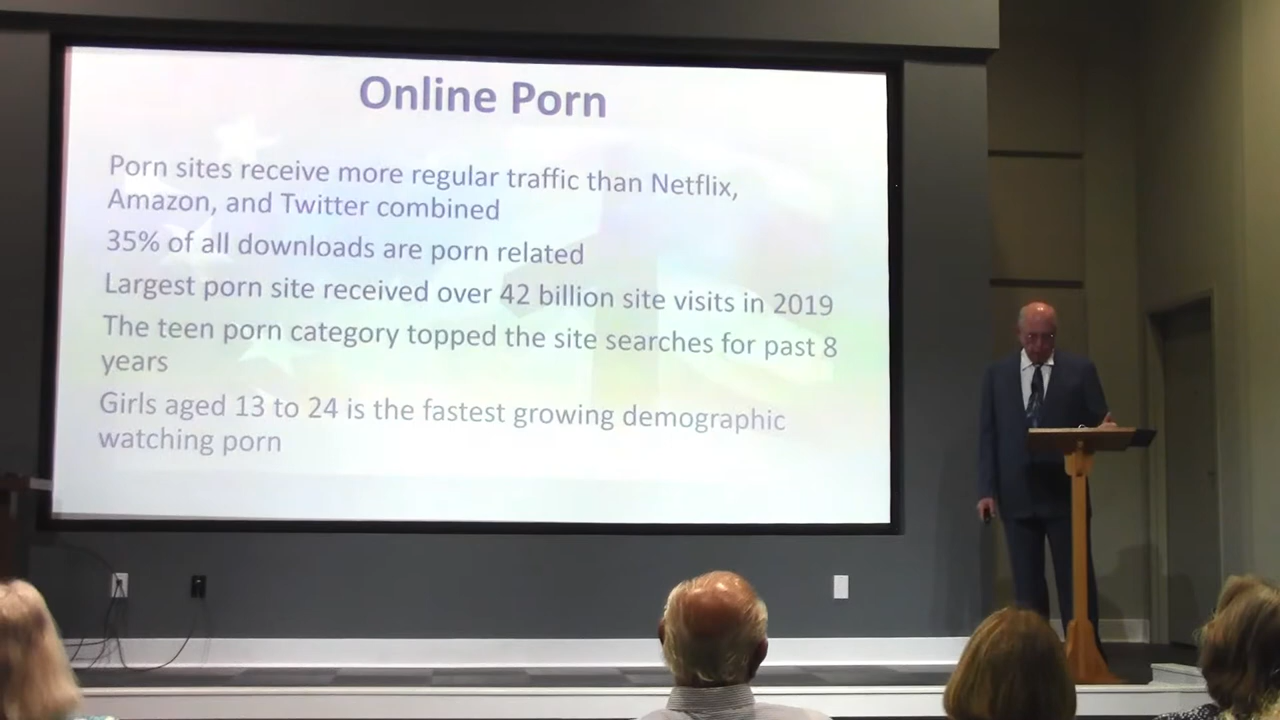 Online Porn
Porn sites receive more regular traffic than Netflix,
Amazon, and Twitter combined
35% of all downloads are porn related
Largest porn site received over 42 billion site visits in 2019
The teen porn category topped the site searches for past 8
years
Girls aged 13 to 24 is the fastest growing demographic
watching porn